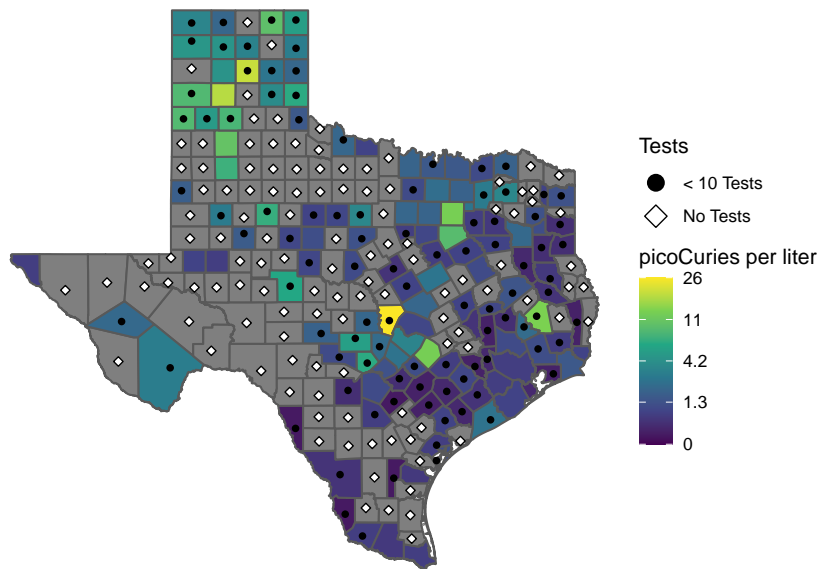 Tests
< 10 Tests
No Tests
picoCuries per liter
26
11
4.2
1.3
0